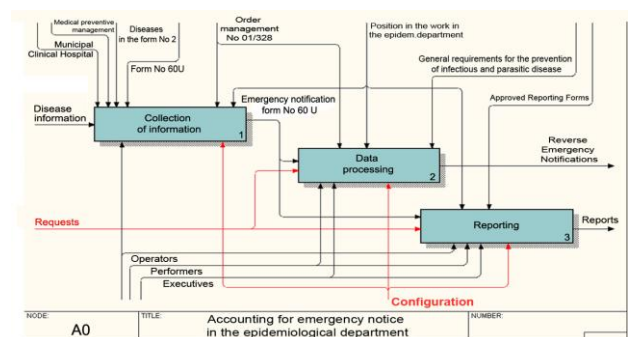 Medical preventive
management
Municipal
Clinical Hospital
Diseases
in the form No 2
Form No 60U
Order
management
No 01/328
Position in the work in
the epidem.department
General requirements for the prevention
of infectious and parasitic disease
Emergency notification
form No 60 U
Approved Reporting Forms
Disease
information
Collection
of information
1
Data
processing
2
Reverse
Emergency
Notifications
Requests
Reporting
3
Reports
Operators
Performers
Executives
Configuration
NODE:
A0
TITLE:
Accounting for emergency notice
in the epidemiological department
NUMBER: